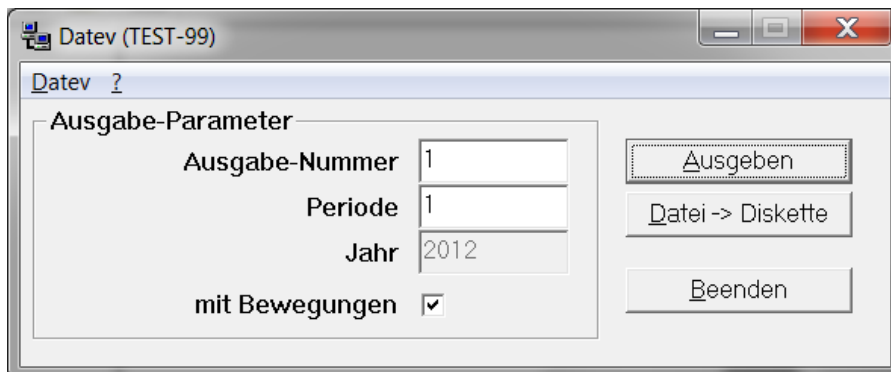 Datev (TEST-99)
Datev ?
Ausgabe-Parameter
Ausgabe-Nummer 1
Periode 1
Jahr 2012
mit Bewegungen
Ausgeben
Datei -> Diskette
Beenden